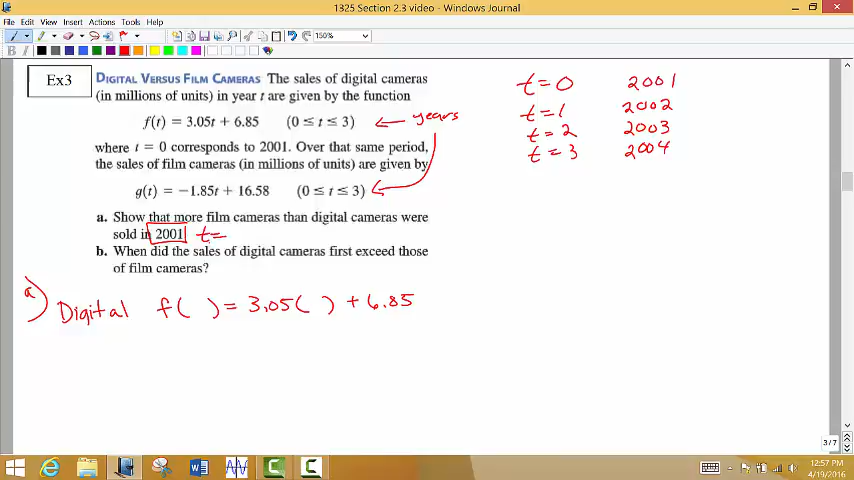 1325 Section 2.3 video - Windows Journal
File Edit View Insert Actions Tools Help
150%
B I
Ex3
DIGITAL VERSUS FILM CAMERAS The sales of digital cameras
(in millions of units) in year t are given by the function
f(t) = 3.05t + 6.85 (0 ≤ t ≤ 3)
years
where t = 0 corresponds to 2001. Over that same period,
the sales of film cameras (in millions of units) are given by
g(t) = −1.85t + 16.58 (0 ≤ t ≤ 3)
a. Show that more film cameras than digital cameras were
sold in 2001 t=
b. When did the sales of digital cameras first exceed those
of film cameras?
t=0 2001
t=1 2002
t=2 2003
t=3 2004
a)
Digital f( ) = 3.05( ) + 6.85
3/7
12:57 PM
4/19/2016